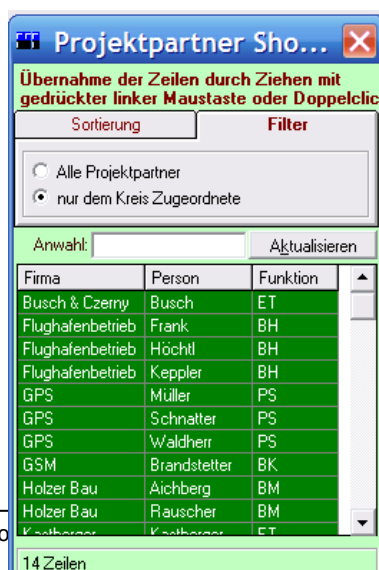 Projektpartner Sho...
Übernahme der Zeilen durch Ziehen mit
gedrückter linker Maustaste oder Doppelclic
Sortierung Filter
Alle Projektpartner
nur dem Kreis Zugeordnete
Anwahl: Aktualisieren
Firma Person Funktion
Busch & Czerny Busch ET
Flughafenbetrieb Frank BH
Flughafenbetrieb Höchtl BH
Flughafenbetrieb Keppler BH
GPS Müller PS
GPS Schnatter PS
GPS Waldherr PS
GSM Brandstetter BK
Holzer Bau Aichberg BM
Holzer Bau Rauscher BM
14 Zeilen